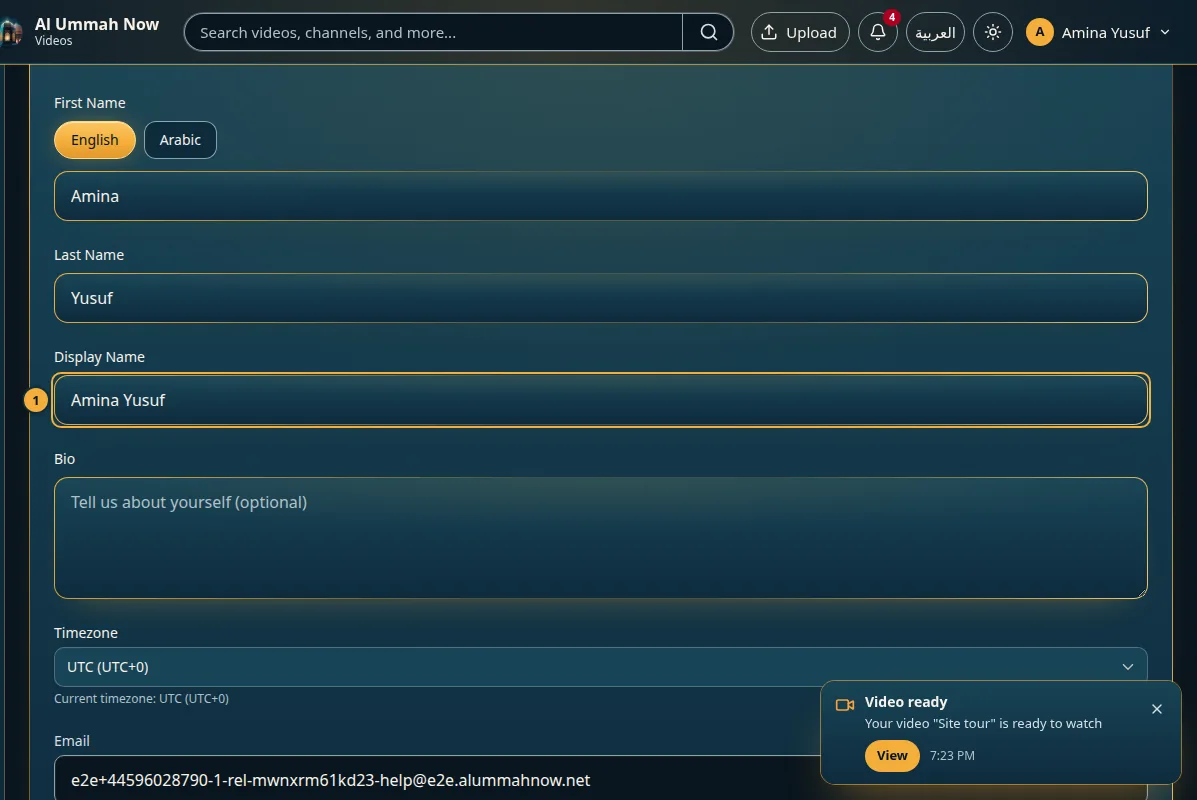 Al Ummah Now
Videos
Search videos, channels, and more...
Upload
4
العربية
A
Amina Yusuf
First Name
English
Arabic
Amina
Last Name
Yusuf
Display Name
1
Amina Yusuf
Bio
Tell us about yourself (optional)
Timezone
UTC (UTC+0)
Current timezone: UTC (UTC+0)
Email
e2e+44596028790-1-rel-mwnxrm61kd23-help@e2e.alummahnow.net
Video ready
Your video "Site tour" is ready to watch
View
7:23 PM